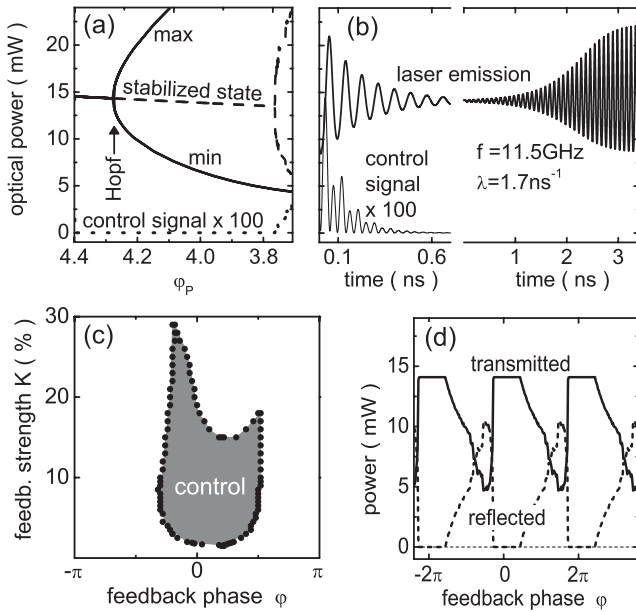 (a)
max
stabilized state
Hopf
min
control signal x 100
optical power ( mW )
25
20
15
10
5
0
4.4
4.2
4.0
3.8
φP
(b)
laser emission
control
signal
x 100
f =11.5GHz
λ=1.7ns-1
0.1
0.6
1
2
3
time ( ns )
time ( ns )
(c)
feedb. strength K ( % )
30
20
10
control
-π
0
π
feedback phase φ
(d)
transmitted
reflected
power ( mW )
20
15
10
5
0
-2π
0
2π
feedback phase φ